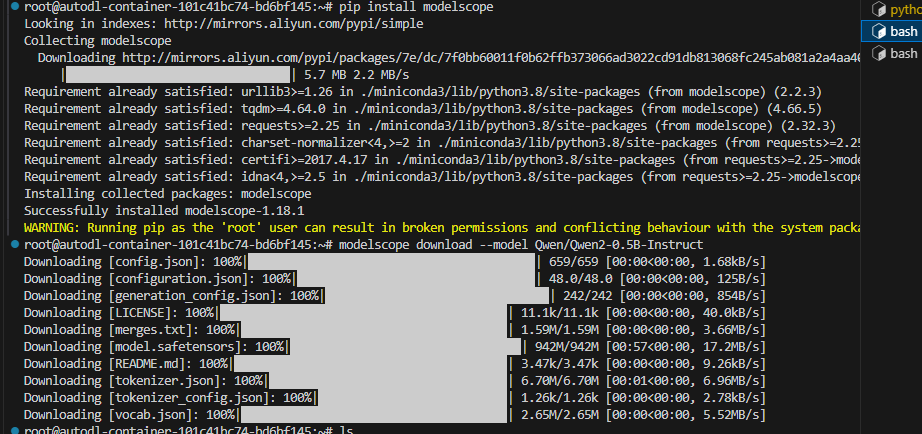 root@autodl-container-101c41bc74-bd6bf145:~# pip install modelscope
Looking in indexes: http://mirrors.aliyun.com/pypi/simple
Collecting modelscope
Downloading http://mirrors.aliyun.com/pypi/packages/7e/dc/7f0bb60011f0b62ffb373066ad3022cd91db813068fc245ab081a2a4aa40
| | 5.7 MB 2.2 MB/s
Requirement already satisfied: urllib3>=1.26 in ./miniconda3/lib/python3.8/site-packages (from modelscope) (2.2.3)
Requirement already satisfied: tqdm>=4.64.0 in ./miniconda3/lib/python3.8/site-packages (from modelscope) (4.66.5)
Requirement already satisfied: requests>=2.25 in ./miniconda3/lib/python3.8/site-packages (from modelscope) (2.32.3)
Requirement already satisfied: charset-normalizer<4,>=2 in ./miniconda3/lib/python3.8/site-packages (from requests>=2.25
Requirement already satisfied: certifi>=2017.4.17 in ./miniconda3/lib/python3.8/site-packages (from requests>=2.25->mode
Requirement already satisfied: idna<4,>=2.5 in ./miniconda3/lib/python3.8/site-packages (from requests>=2.25->modelscope
Installing collected packages: modelscope
Successfully installed modelscope-1.18.1
WARNING: Running pip as the 'root' user can result in broken permissions and conflicting behaviour with the system packa
root@autodl-container-101c41bc74-bd6bf145:~# modelscope download --model Qwen/Qwen2-0.5B-Instruct
Downloading [config.json]: 100%| | 659/659 [00:00<00:00, 1.68kB/s]
Downloading [configuration.json]: 100%| | 48.0/48.0 [00:00<00:00, 125B/s]
Downloading [generation_config.json]: 100%| | 242/242 [00:00<00:00, 854B/s]
Downloading [LICENSE]: 100%| | 11.1k/11.1k [00:00<00:00, 40.0kB/s]
Downloading [merges.txt]: 100%| | 1.59M/1.59M [00:00<00:00, 3.66MB/s]
Downloading [model.safetensors]: 100%| | 942M/942M [00:57<00:00, 17.2MB/s]
Downloading [README.md]: 100%| | 3.47k/3.47k [00:00<00:00, 9.26kB/s]
Downloading [tokenizer.json]: 100%| | 6.70M/6.70M [00:01<00:00, 6.96MB/s]
Downloading [tokenizer_config.json]: 100%| | 1.26k/1.26k [00:00<00:00, 2.78kB/s]
Downloading [vocab.json]: 100%| | 2.65M/2.65M [00:00<00:00, 5.52MB/s]
root@autodl-container-101c41bc74-bd6bf145:~# ls
pytho
bash
bash